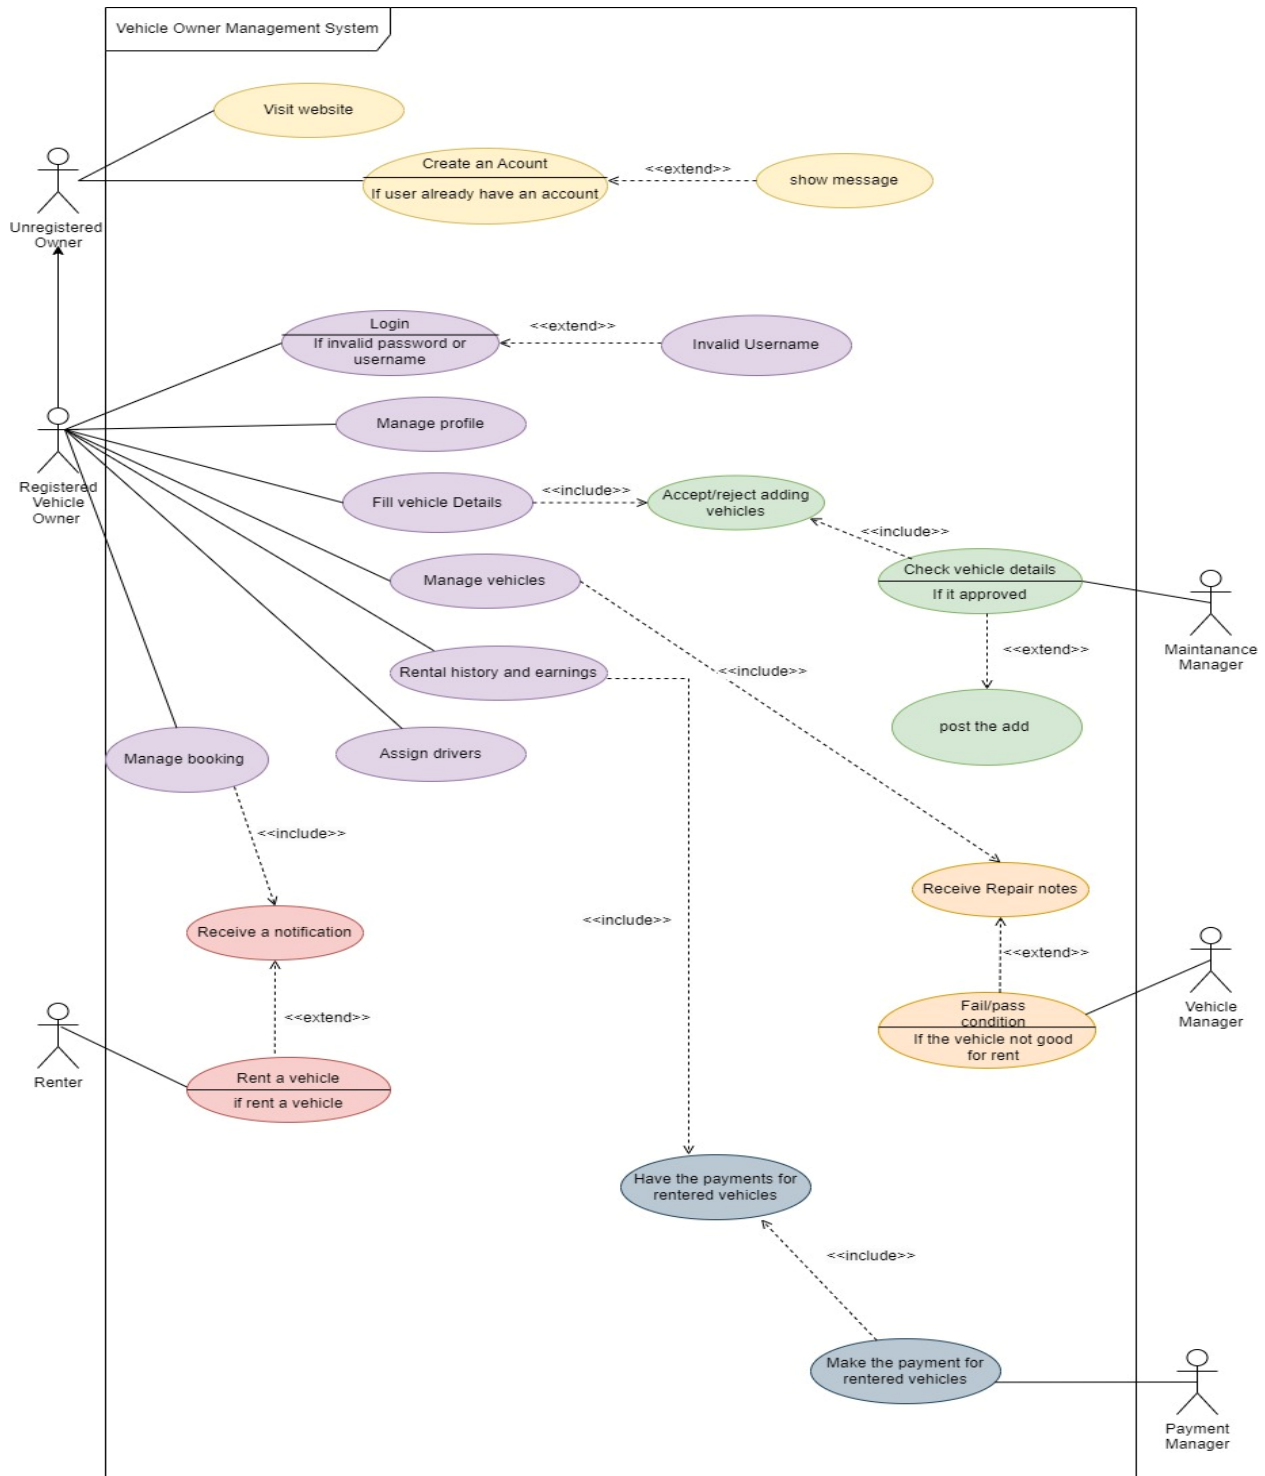 Vehicle Owner Management System
Visit website
Create an Acount
If user already have an account
<<extend>>
show message
Unregistered
Owner
Login
If invalid password or
username
<<extend>>
Invalid Username
Manage profile
Registered
Vehicle
Owner
Fill vehicle Details
<<include>>
Accept/reject adding
vehicles
<<include>>
Check vehicle details
If it approved
Maintanance
Manager
Manage vehicles
<<include>>
<<extend>>
Rental history and earnings
post the add
Manage booking
Assign drivers
<<include>>
Receive Repair notes
<<include>>
Receive a notification
<<extend>>
Fail/pass
condition
If the vehicle not good
for rent
Vehicle
Manager
<<extend>>
Renter
Rent a vehicle
if rent a vehicle
Have the payments for
rentered vehicles
<<include>>
Make the payment for
rentered vehicles
Payment
Manager